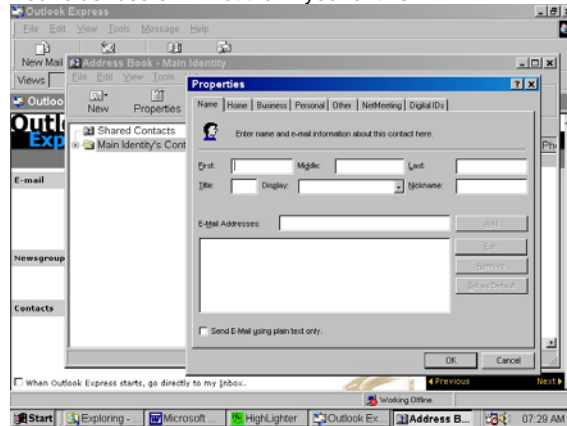 Outlook Express
File Edit View Tools Message Help
New Mail
Address Book - Main Identity
Views
File Edit View Tools
Properties
Outloo
New Properties
Name Home Business Personal Other NetMeeting Digital IDs
Outl
Exp
Shared Contacts
Main Identity's Cont
Enter name and e-mail information about this contact here.
Pho
First: Middle: Last:
Title: Display: Nickname:
E-mail
E-Mail Addresses: Add
Edit
Remove
Set as Default
Newsgroup
Contacts
Send E-Mail using plain text only.
OK Cancel
When Outlook Express starts, go directly to my Inbox.
Previous Next
Working Offline
Start Exploring - ... Microsoft ... HighLighter Outlook Ex... Address B... 07:29 AM